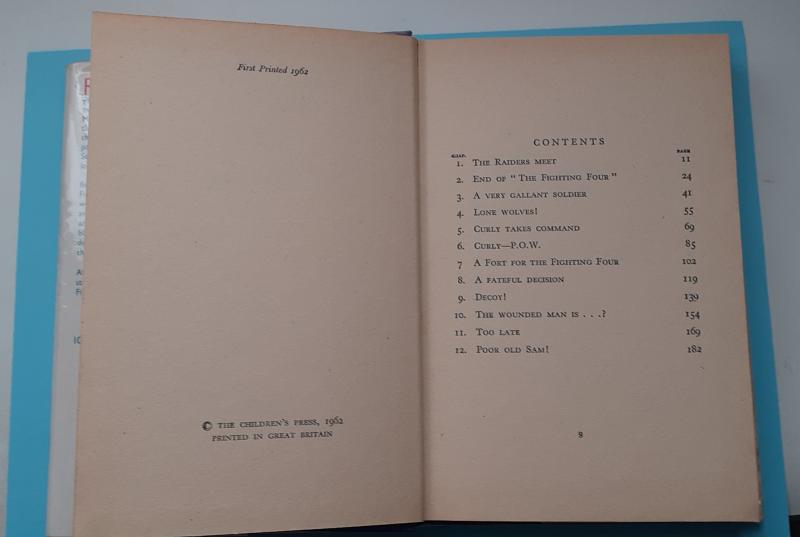 First Printed 1962
© THE CHILDREN'S PRESS, 1962
PRINTED IN GREAT BRITAIN
CONTENTS
CHAP. PAGE
1. THE RAIDERS MEET 11
2. END OF "THE FIGHTING FOUR" 24
3. A VERY GALLANT SOLDIER 41
4. LONE WOLVES! 55
5. CURLY TAKES COMMAND 69
6. CURLY—P.O.W. 85
7 A FORT FOR THE FIGHTING FOUR 102
8. A FATEFUL DECISION 119
9. DECOY! 139
10. THE WOUNDED MAN IS . . .? 154
11. TOO LATE 169
12. POOR OLD SAM! 182